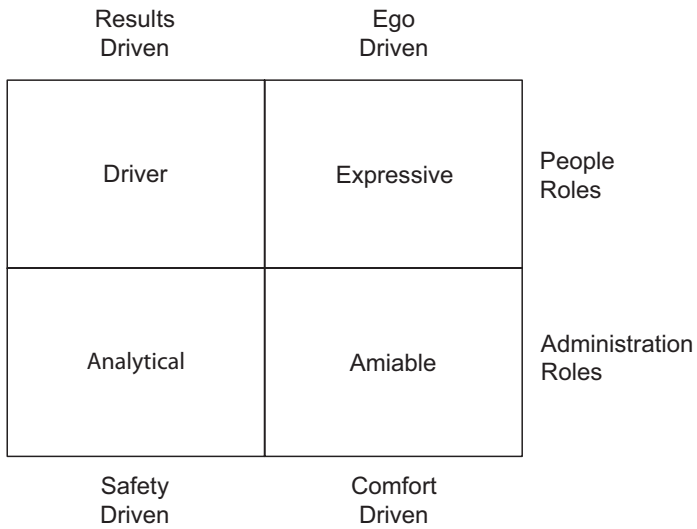 Results
Driven
Ego
Driven
Driver
Expressive
People
Roles
Analytical
Amiable
Administration
Roles
Safety
Driven
Comfort
Driven